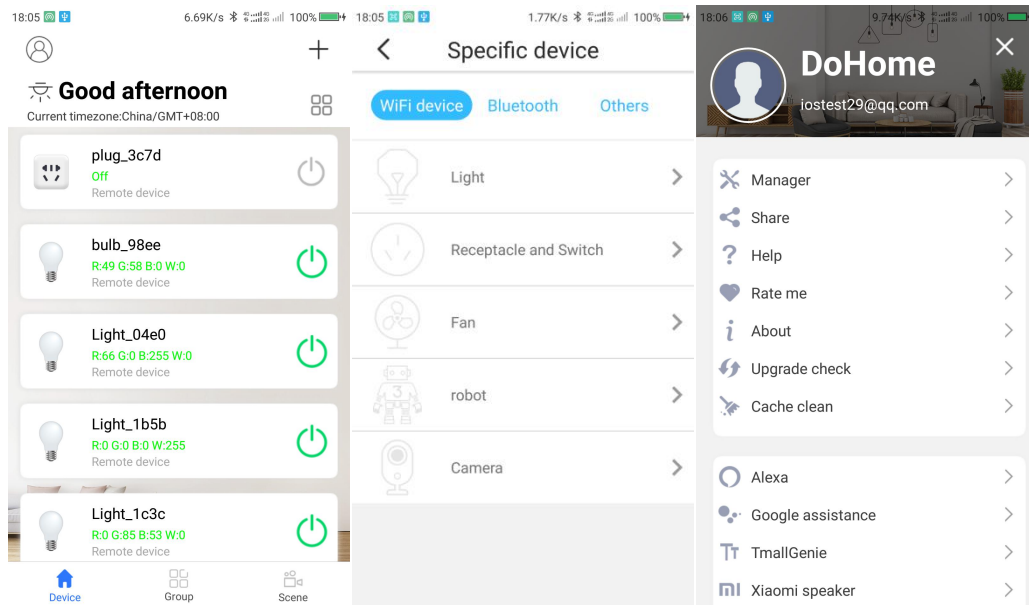 18:05
6.69K/s
100%
Good afternoon
Current timezone:China/GMT+08:00
plug_3c7d
Off
Remote device
bulb_98ee
R:49 G:58 B:0 W:0
Remote device
Light_04e0
R:66 G:0 B:255 W:0
Remote device
Light_1b5b
R:0 G:0 B:0 W:255
Remote device
Light_1c3c
R:0 G:85 B:53 W:0
Remote device
Device
Group
Scene
18:05
1.77K/s
100%
Specific device
WiFi device
Bluetooth
Others
Light
Receptacle and Switch
Fan
3
robot
Camera
18:06
9.74K/s
100%
DoHome
iostest29@qq.com
Manager
Share
Help
Rate me
About
Upgrade check
Cache clean
Alexa
Google assistance
TmallGenie
Xiaomi speaker